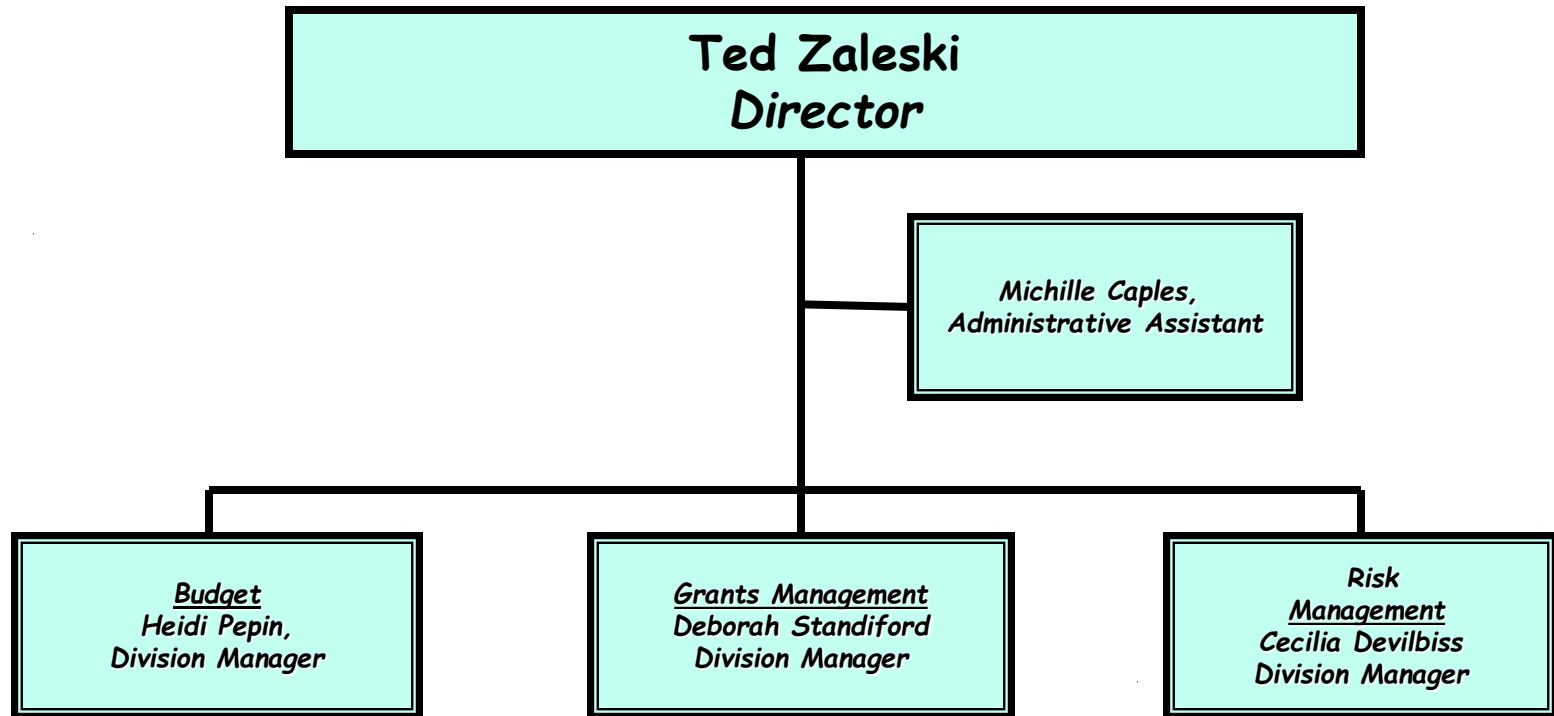 Ted Zaleski
Director
Michille Caples,
Administrative Assistant
Budget
Heidi Pepin,
Division Manager
Grants Management
Deborah Standiford
Division Manager
Risk
Management
Cecilia Devilbiss
Division Manager